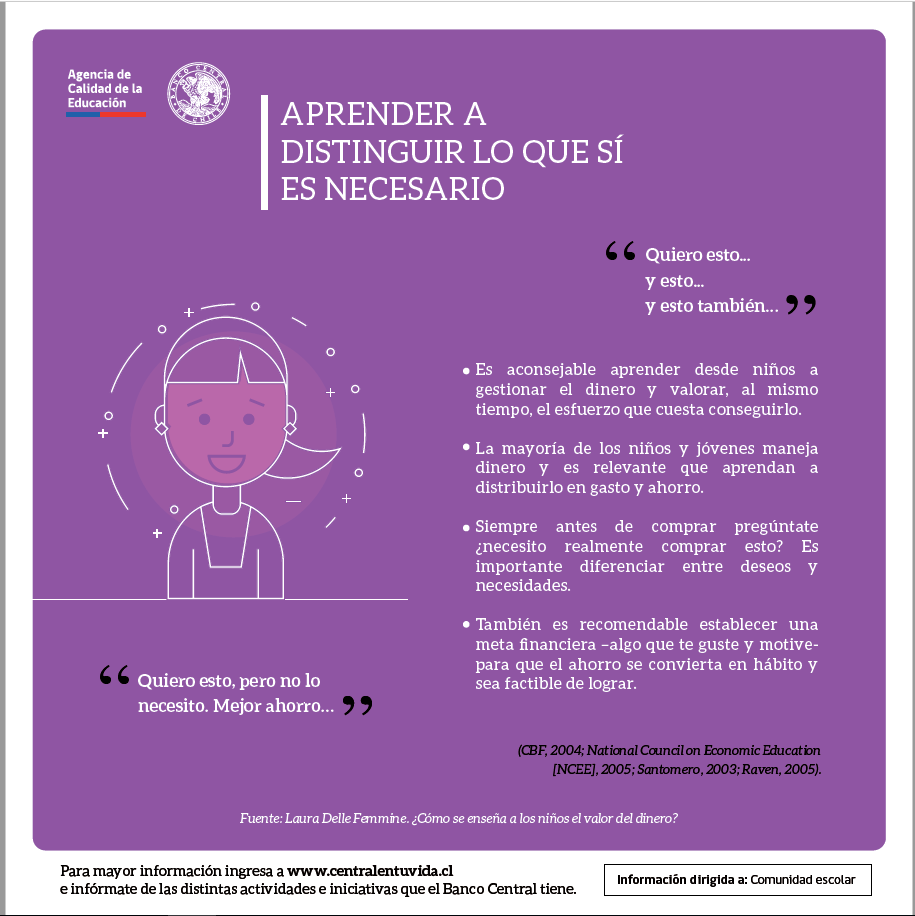 Agencia de
Calidad de la
Educación
BANCO CENTRAL
DE CHILE
APRENDER A
DISTINGUIR LO QUE SÍ
ES NECESARIO
“ Quiero esto...
y esto...
y esto también... ”
• Es aconsejable aprender desde niños a
gestionar el dinero y valorar, al mismo
tiempo, el esfuerzo que cuesta conseguirlo.
• La mayoría de los niños y jóvenes maneja
dinero y es relevante que aprendan a
distribuirlo en gasto y ahorro.
• Siempre antes de comprar pregúntate
¿necesito realmente comprar esto? Es
importante diferenciar entre deseos y
necesidades.
• También es recomendable establecer una
meta financiera –algo que te guste y motive-
para que el ahorro se convierta en hábito y
sea factible de lograr.
“ Quiero esto, pero no lo
necesito. Mejor ahorro... ”
(CBF, 2004; National Council on Economic Education
[NCEE], 2005; Santomero, 2003; Raven, 2005).
Fuente: Laura Delle Femmine. ¿Cómo se enseña a los niños el valor del dinero?
Para mayor información ingresa a www.centralentuvida.cl
e infórmate de las distintas actividades e iniciativas que el Banco Central tiene.
Información dirigida a: Comunidad escolar